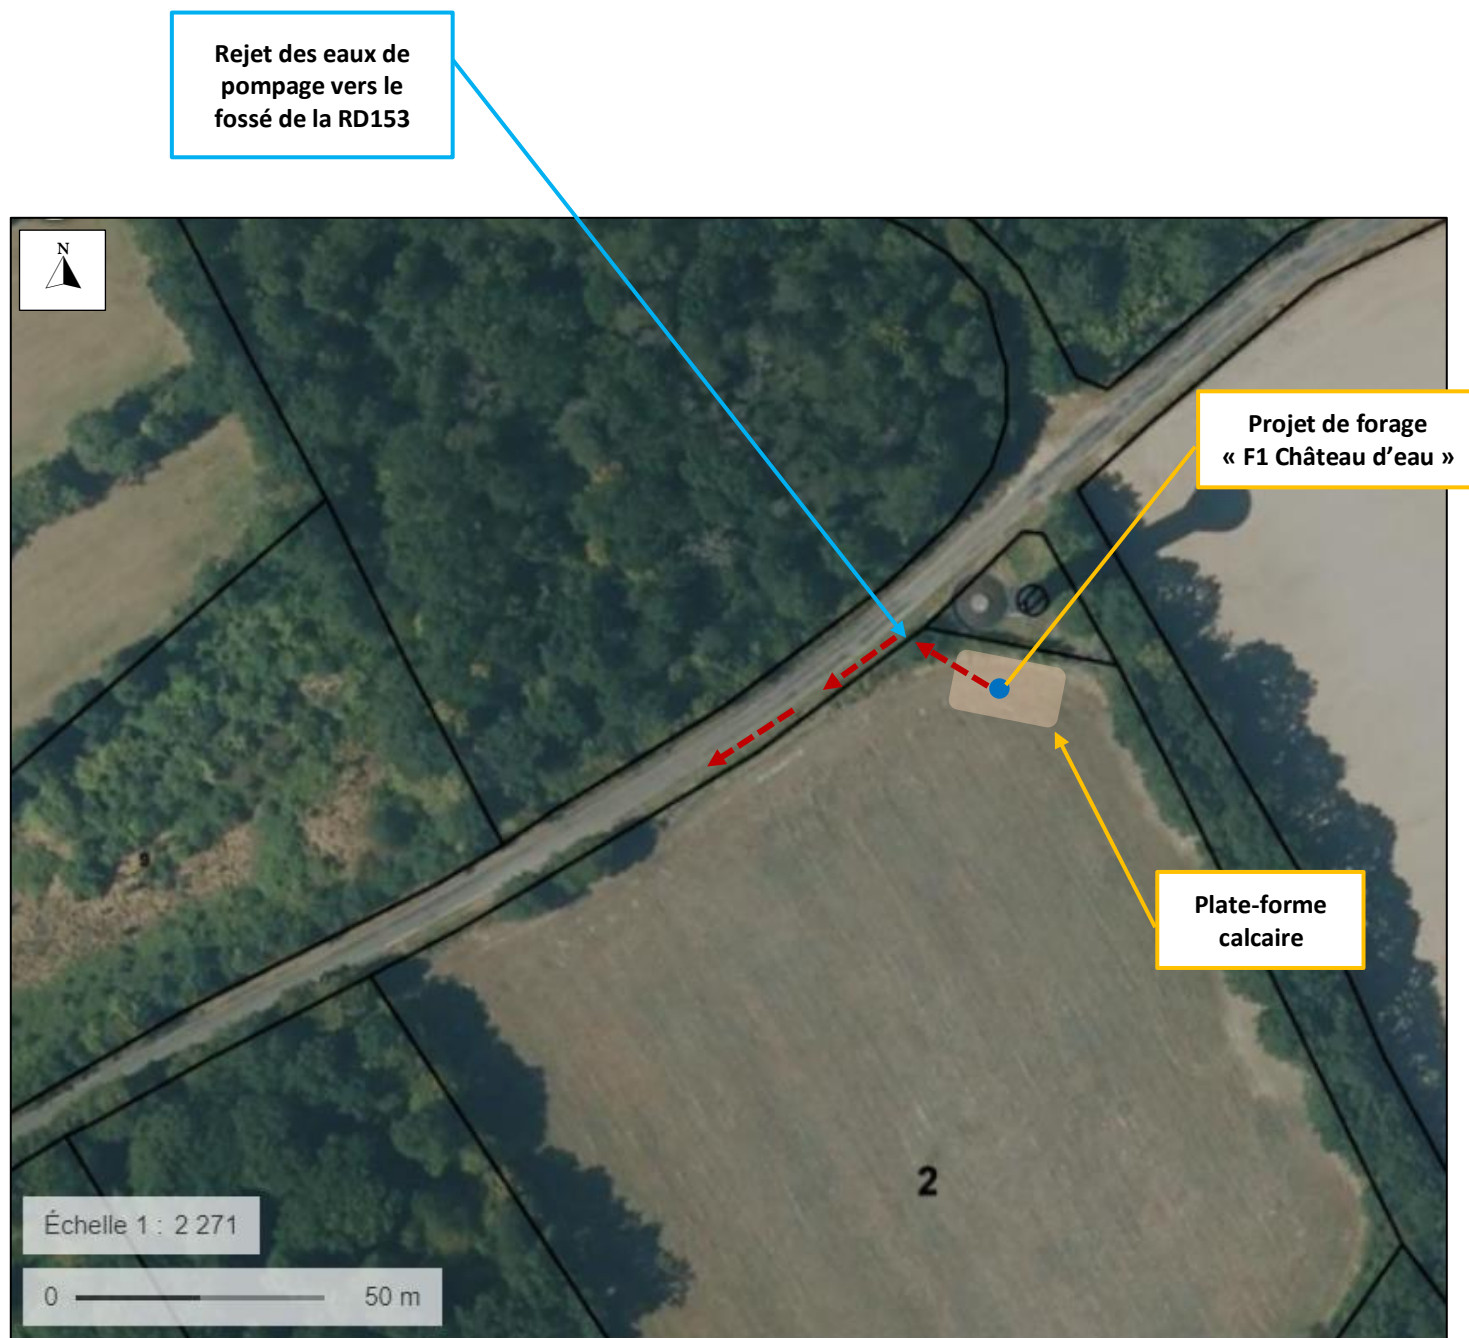 Rejet des eaux de
pompage vers le
fossé de la RD153
N
Projet de forage
« F1 Château d'eau »
Plate-forme
calcaire
9
2
Échelle 1 : 2 271
0 50 m